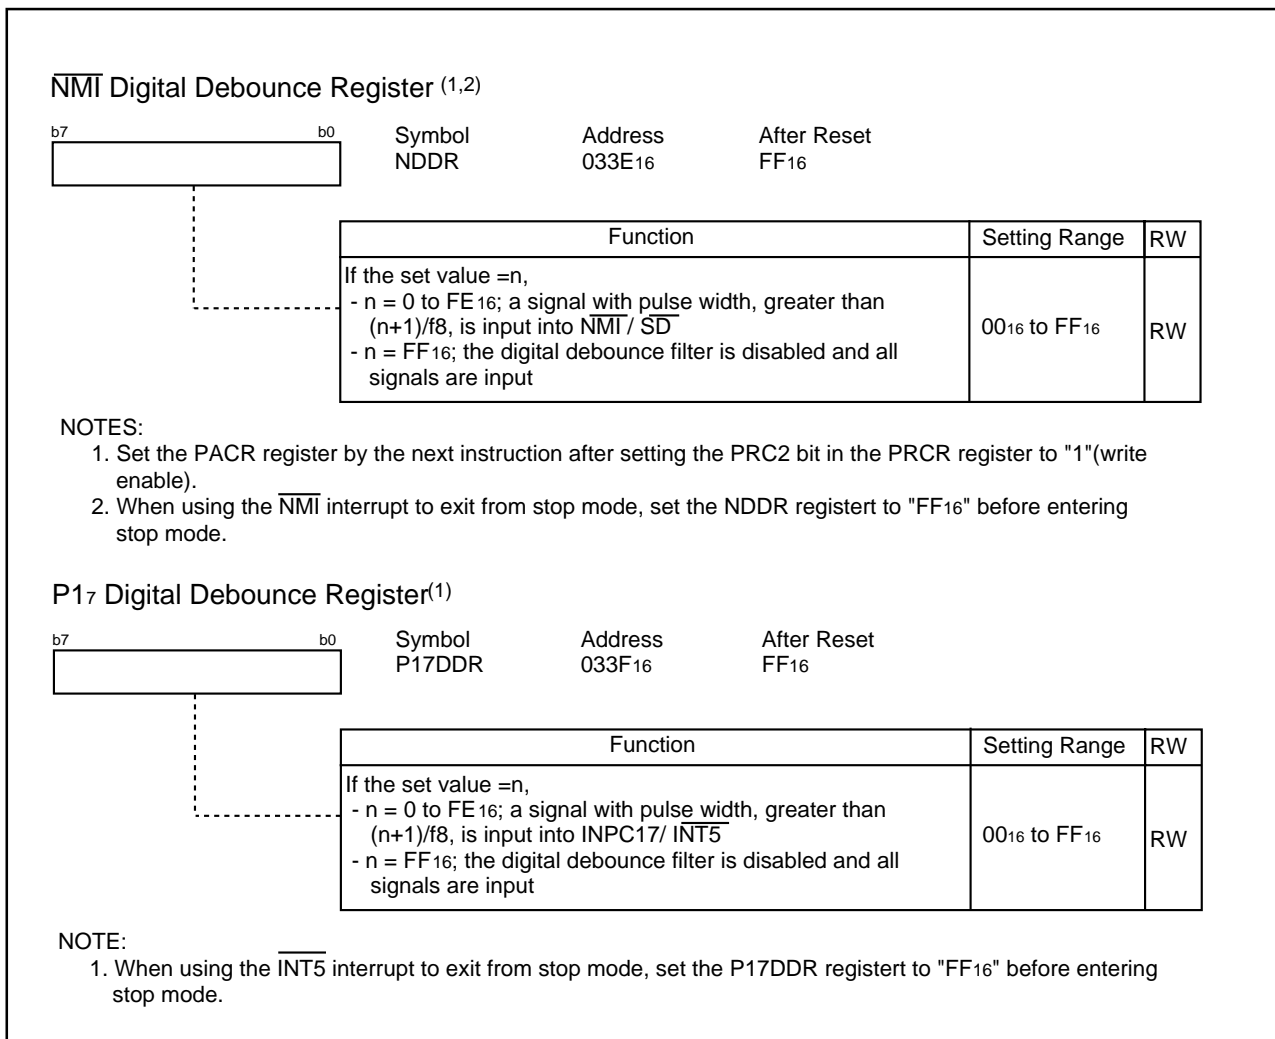 NMI Digital Debounce Register (1,2)
b7 b0 Symbol Address After Reset
NDDR 033E16 FF16
Function Setting Range RW
If the set value =n,
- n = 0 to FE16; a signal with pulse width, greater than
(n+1)/f8, is input into NMI / SD
- n = FF16; the digital debounce filter is disabled and all
signals are input
0016 to FF16 RW
NOTES:
1. Set the PACR register by the next instruction after setting the PRC2 bit in the PRCR register to "1"(write
enable).
2. When using the NMI interrupt to exit from stop mode, set the NDDR registert to "FF16" before entering
stop mode.
P17 Digital Debounce Register(1)
b7 b0 Symbol Address After Reset
P17DDR 033F16 FF16
Function Setting Range RW
If the set value =n,
- n = 0 to FE16; a signal with pulse width, greater than
(n+1)/f8, is input into INPC17/ INT5
- n = FF16; the digital debounce filter is disabled and all
signals are input
0016 to FF16 RW
NOTE:
1. When using the INT5 interrupt to exit from stop mode, set the P17DDR registert to "FF16" before entering
stop mode.